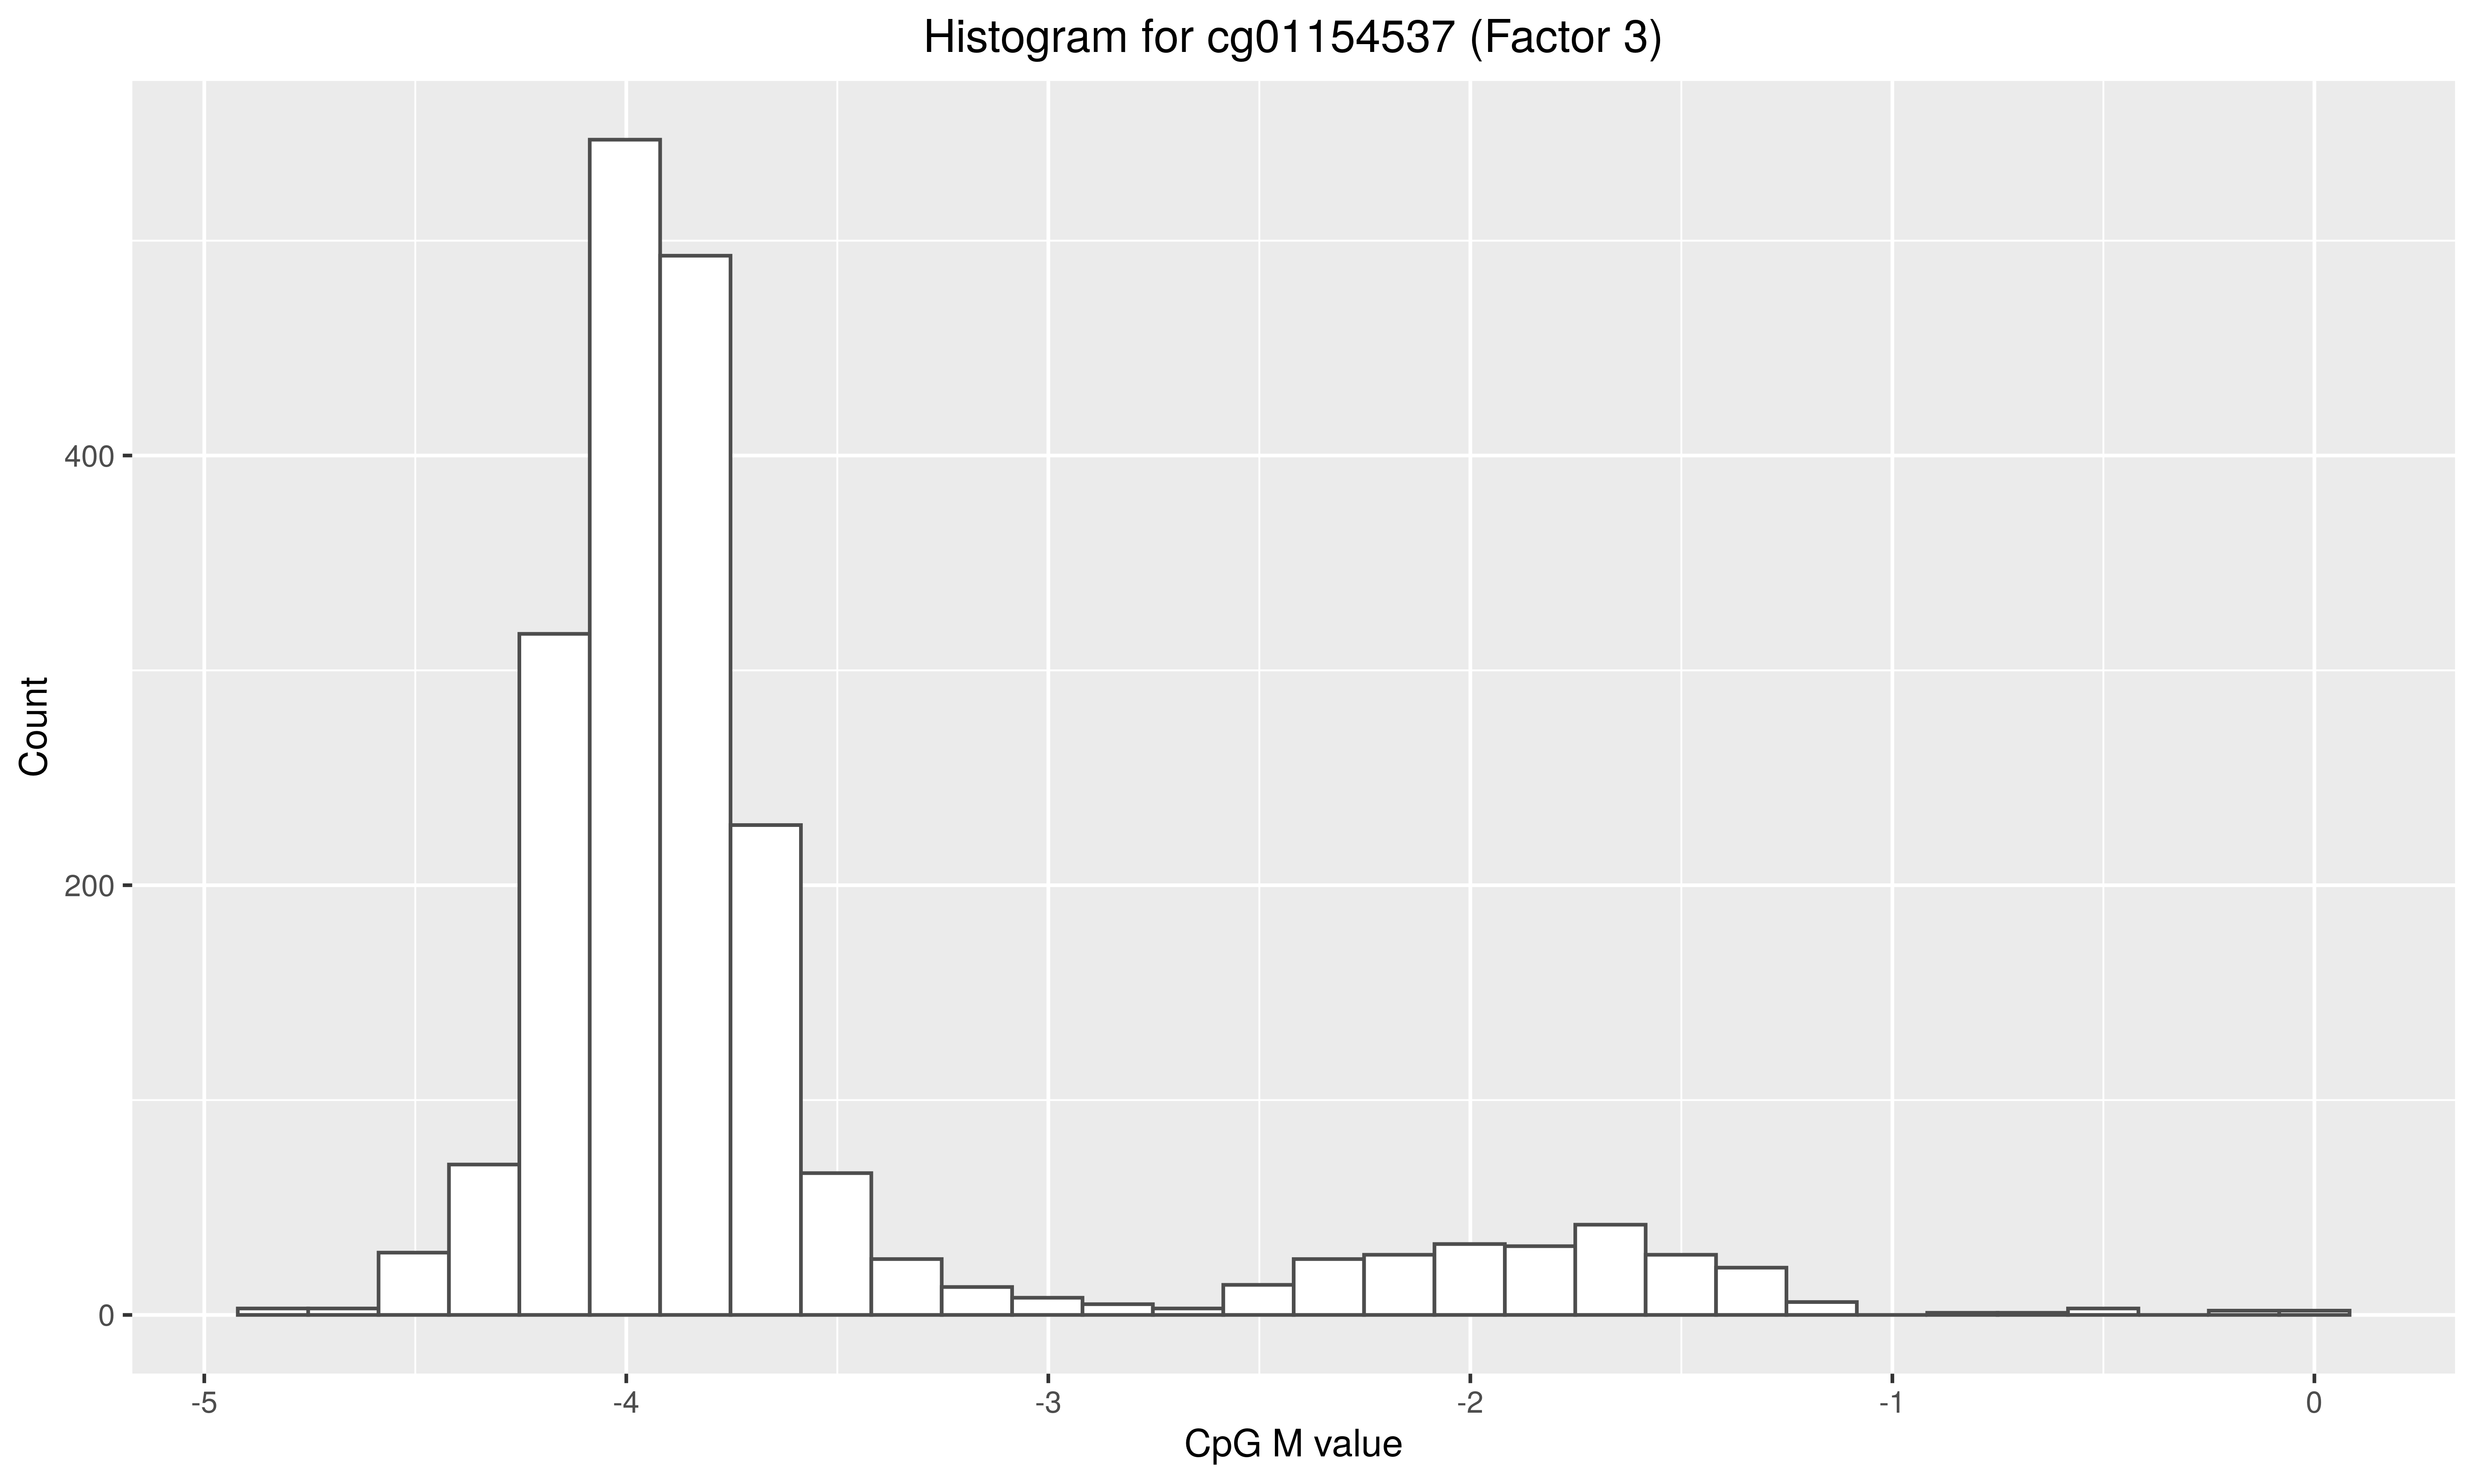 Histogram for cg01154537 (Factor 3)
Count
400
200
0
-5 -4 -3 -2 -1 0
CpG M value